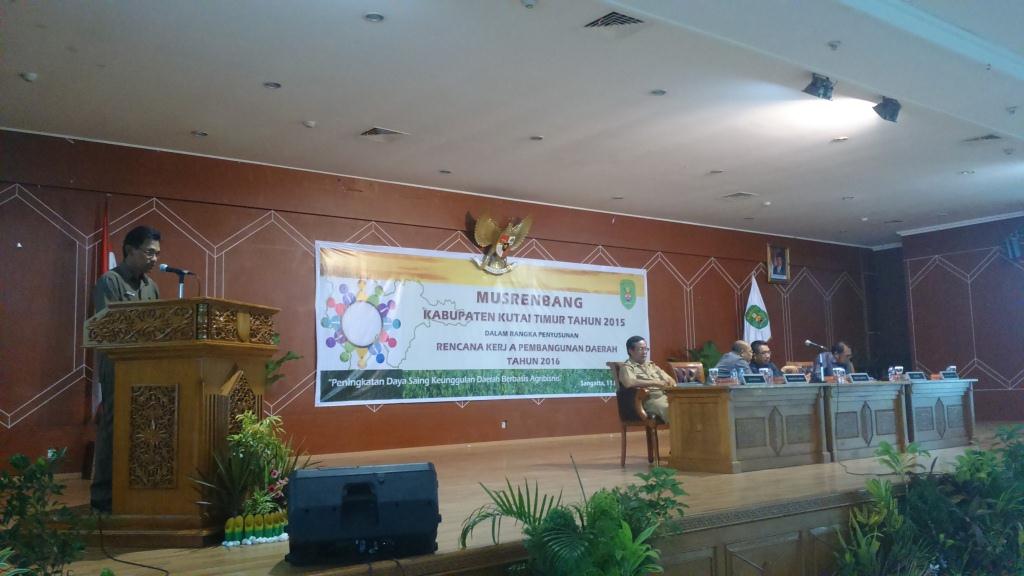 MUSRENBANG
KABUPATEN KUTAI TIMUR TAHUN 2015
DALAM RANGKA PENYUSUNAN
RENCANA KERJA PEMBANGUNAN DAERAH
TAHUN 2016
"Peningkatan Daya Saing Keunggulan Daerah Berbasis Agribisnis"
Sangatta, 11